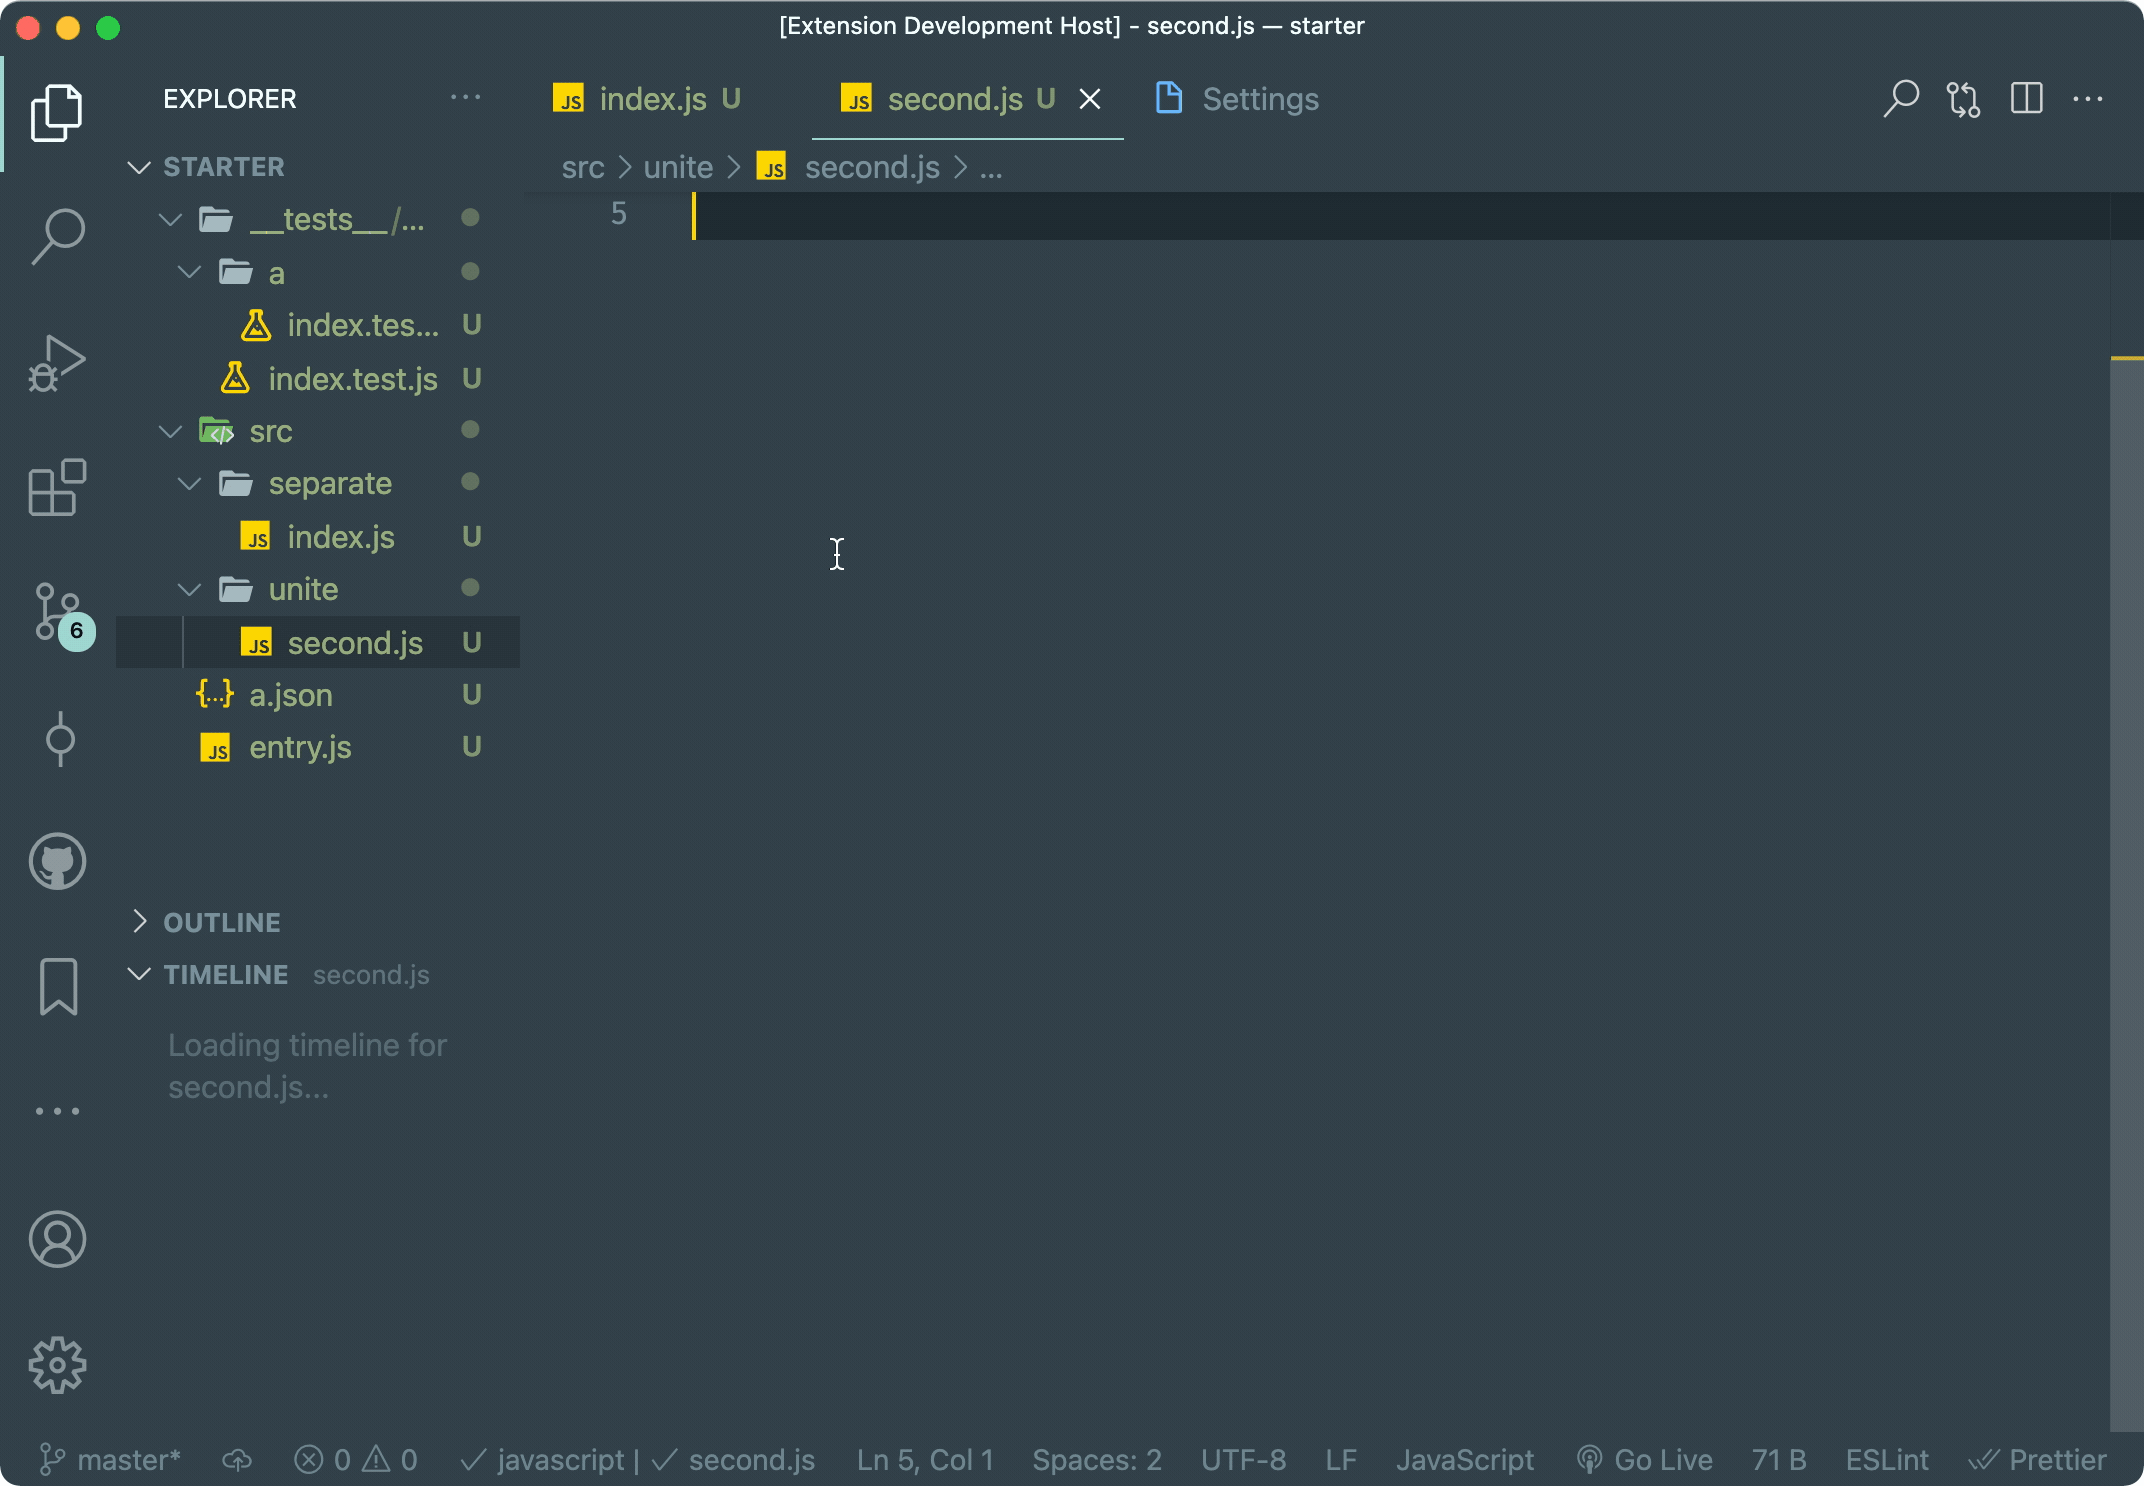 [Extension Development Host] - second.js — starter
EXPLORER
JS index.js U
JS second.js U
Settings
src > unite > JS second.js > ...
STARTER
__tests__/...
a
index.tes... U
index.test.js U
src
separate
JS index.js U
unite
JS second.js U
{...} a.json U
JS entry.js U
5
6
OUTLINE
TIMELINE second.js
Loading timeline for
second.js...
master* 0 0 javascript | second.js Ln 5, Col 1 Spaces: 2 UTF-8 LF JavaScript Go Live 71 B ESLint Prettier